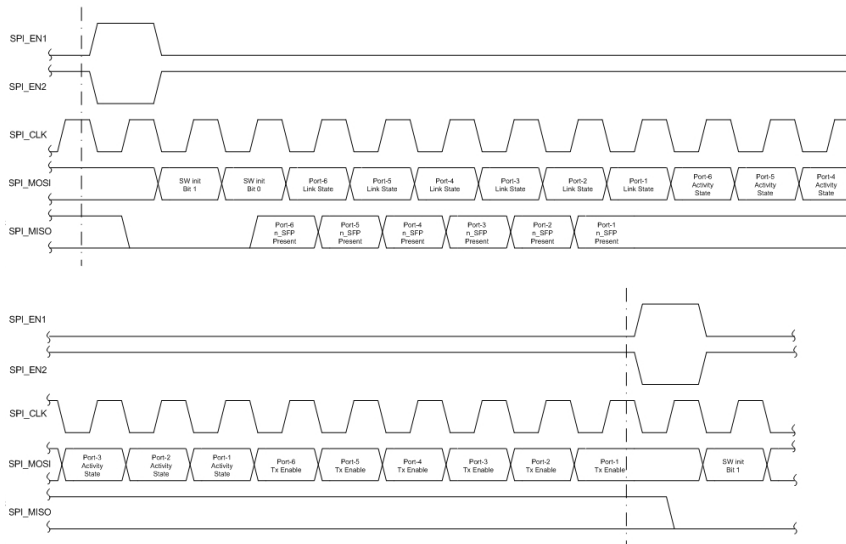 SPI_EN1
SPI_EN2
SPI_CLK
SPI_MOSI
SW init
Bit 1
SW init
Bit 0
Port-6
Link State
Port-5
Link State
Port-4
Link State
Port-3
Link State
Port-2
Link State
Port-1
Link State
Port-6
Activity
State
Port-5
Activity
State
Port-4
Activity
State
SPI_MISO
Port-6
n_SFP
Present
Port-5
n_SFP
Present
Port-4
n_SFP
Present
Port-3
n_SFP
Present
Port-2
n_SFP
Present
Port-1
n_SFP
Present
SPI_EN1
SPI_EN2
SPI_CLK
SPI_MOSI
Port-3
Activity
State
Port-2
Activity
State
Port-1
Activity
State
Port-6
Tx Enable
Port-5
Tx Enable
Port-4
Tx Enable
Port-3
Tx Enable
Port-2
Tx Enable
Port-1
Tx Enable
SW init
Bit 1
SPI_MISO